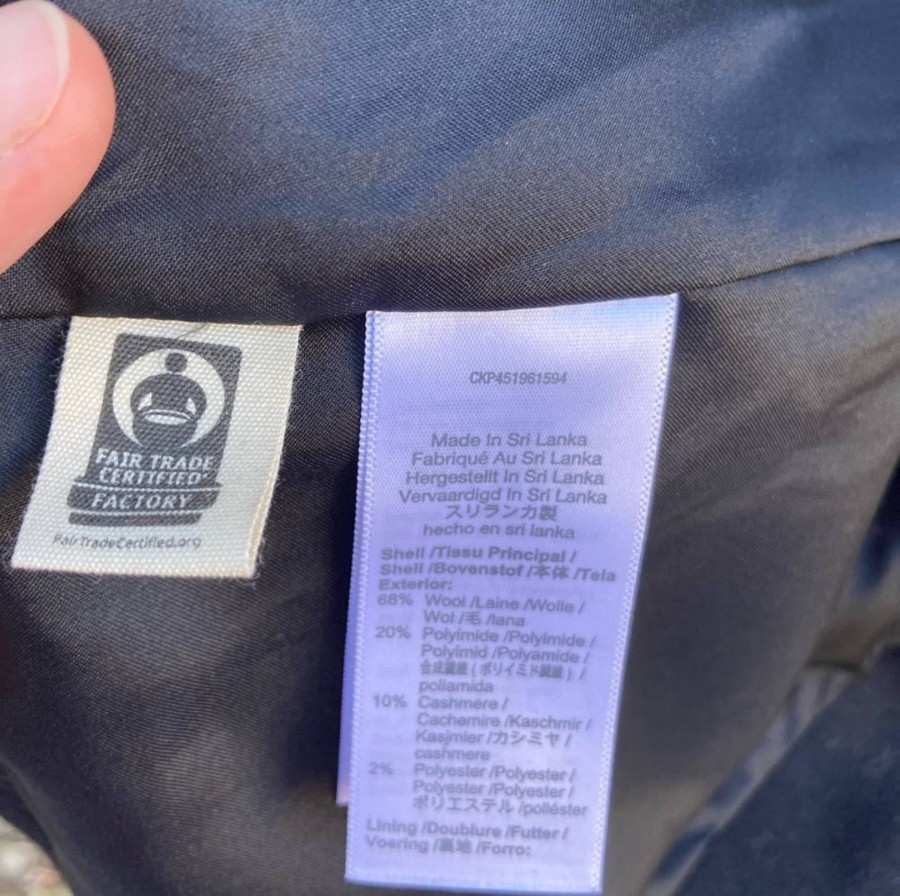 FAIR TRADE
CERTIFIED
FACTORY
FairTradeCertified.org
CKP451961594
Made In Sri Lanka
Fabriqué Au Sri Lanka
Hergestellt In Sri Lanka
Vervaardigd In Sri Lanka
スリランカ製
hecho en sri lanka
Shell /Tissu Principal /
Shell /Bovenstof /本体 /Tela
Exterior:
68% Wool /Laine /Wolle /
Wol /毛 /lana
20% Polyimide /Polyimide /
Polyimid /Polyamide /
合成繊維 (ポリイミド繊維) /
poliamida
10% Cashmere /
Cachemire /Kaschmir /
Kasjmier /カシミヤ /
cashmere
2% Polyester /Polyester /
Polyester /Polyester /
ポリエステル /poliéster
Lining /Doublure /Futter /
Voering /裏地 /Forro: